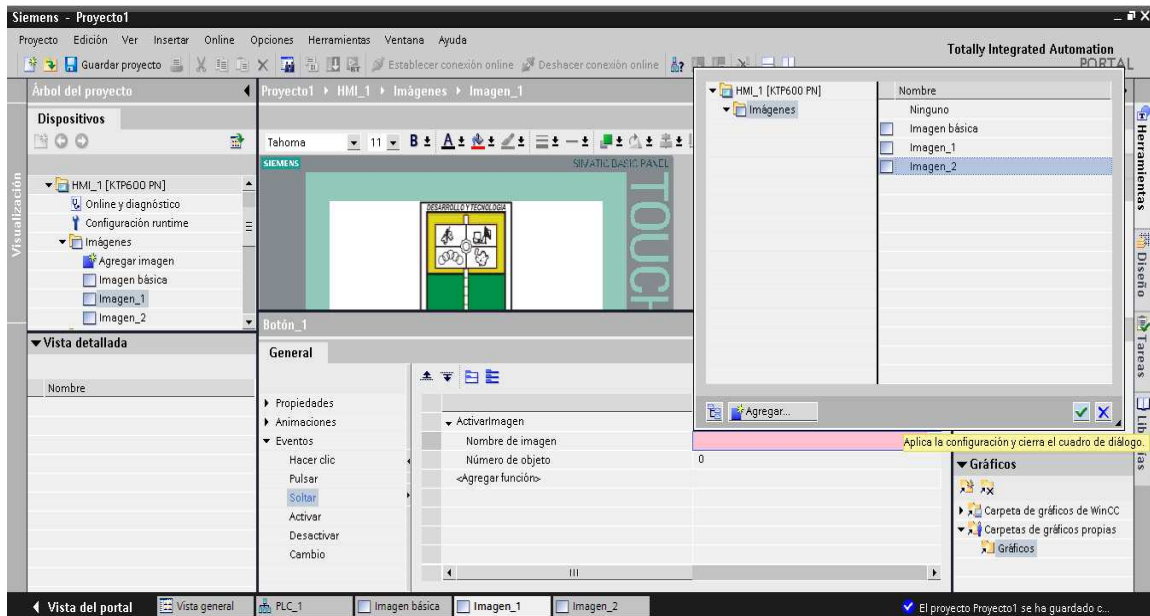 Siemens - Proyecto1
Proyecto Edición Ver Insertar Online Opciones Herramientas Ventana Ayuda
Totally Integrated Automation
PORTAL
Guardar proyecto
Establecer conexión online
Deshacer conexión online
Árbol del proyecto
Proyecto1 HMI_1 Imágenes Imagen_1
Dispositivos
Visualización
HMI_1 [KTP600 PN]
Online y diagnóstico
Configuración runtime
Imágenes
Agregar imagen
Imagen básica
Imagen_1
Imagen_2
Vista detallada
Nombre
Tahoma 11
SIEMENS
SIMATIC BASIC PANEL
TOUCH
DESARROLLO Y TECNOLOGIA
Botón_1
General
Propiedades
Animaciones
Eventos
Hacer clic
Pulsar
Soltar
Activar
Desactivar
Cambio
ActivarImagen
Nombre de imagen
Número de objeto 0
<Agregar función>
HMI_1 [KTP600 PN]
Imágenes
Nombre
Ninguno
Imagen básica
Imagen_1
Imagen_2
Agregar...
Aplica la configuración y cierra el cuadro de diálogo.
Gráficos
Carpeta de gráficos de WinCC
Carpetas de gráficos propias
Gráficos
Herramientas
Diseño
Tareas
Vista del portal
Vista general
PLC_1
Imagen básica
Imagen_1
Imagen_2
El proyecto Proyecto1 se ha guardado c...